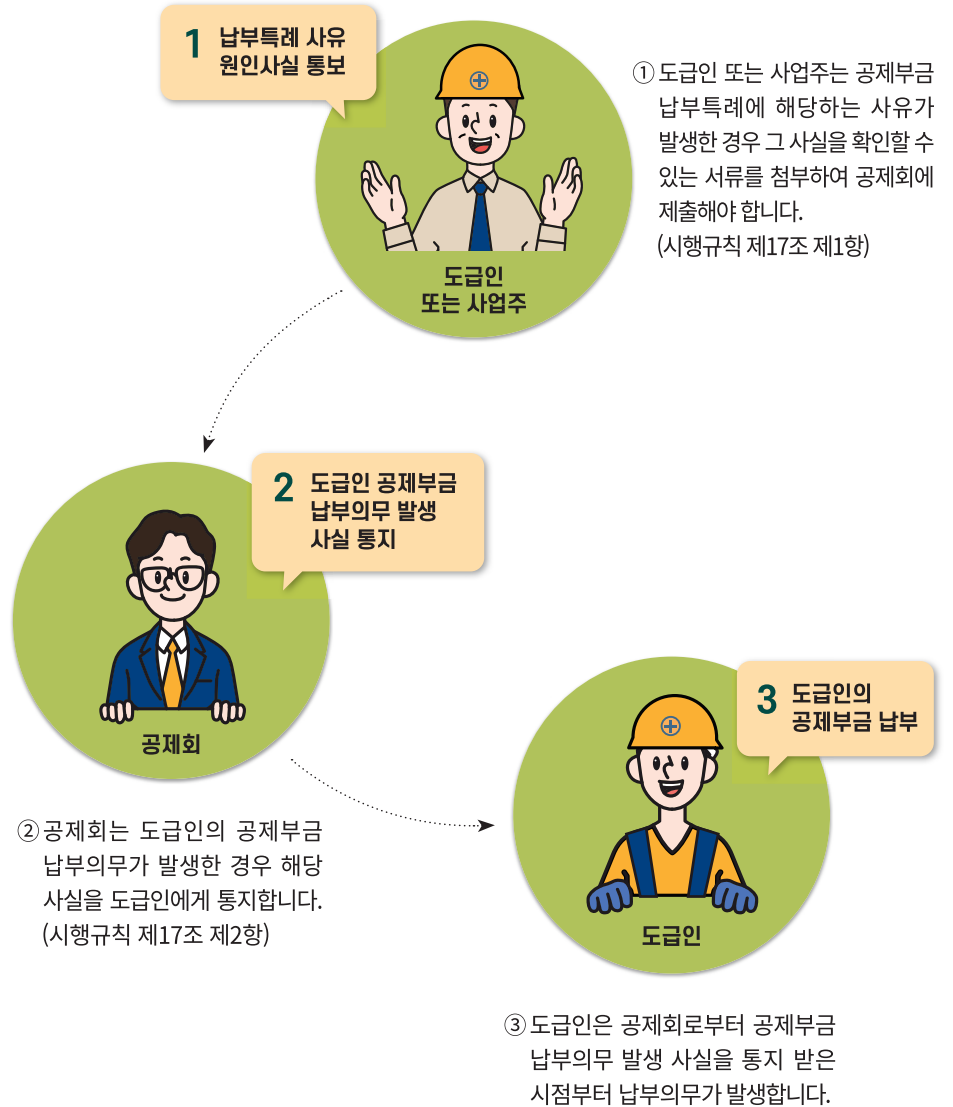 1 납부특례 사유
원인사실 통보
도급인
또는 사업주
① 도급인 또는 사업주는 공제부금
납부특례에 해당하는 사유가
발생한 경우 그 사실을 확인할 수
있는 서류를 첨부하여 공제회에
제출해야 합니다.
(시행규칙 제17조 제1항)
2 도급인 공제부금
납부의무 발생
사실 통지
공제회
② 공제회는 도급인의 공제부금
납부의무가 발생한 경우 해당
사실을 도급인에게 통지합니다.
(시행규칙 제17조 제2항)
3 도급인의
공제부금 납부
도급인
③ 도급인은 공제회로부터 공제부금
납부의무 발생 사실을 통지 받은
시점부터 납부의무가 발생합니다.